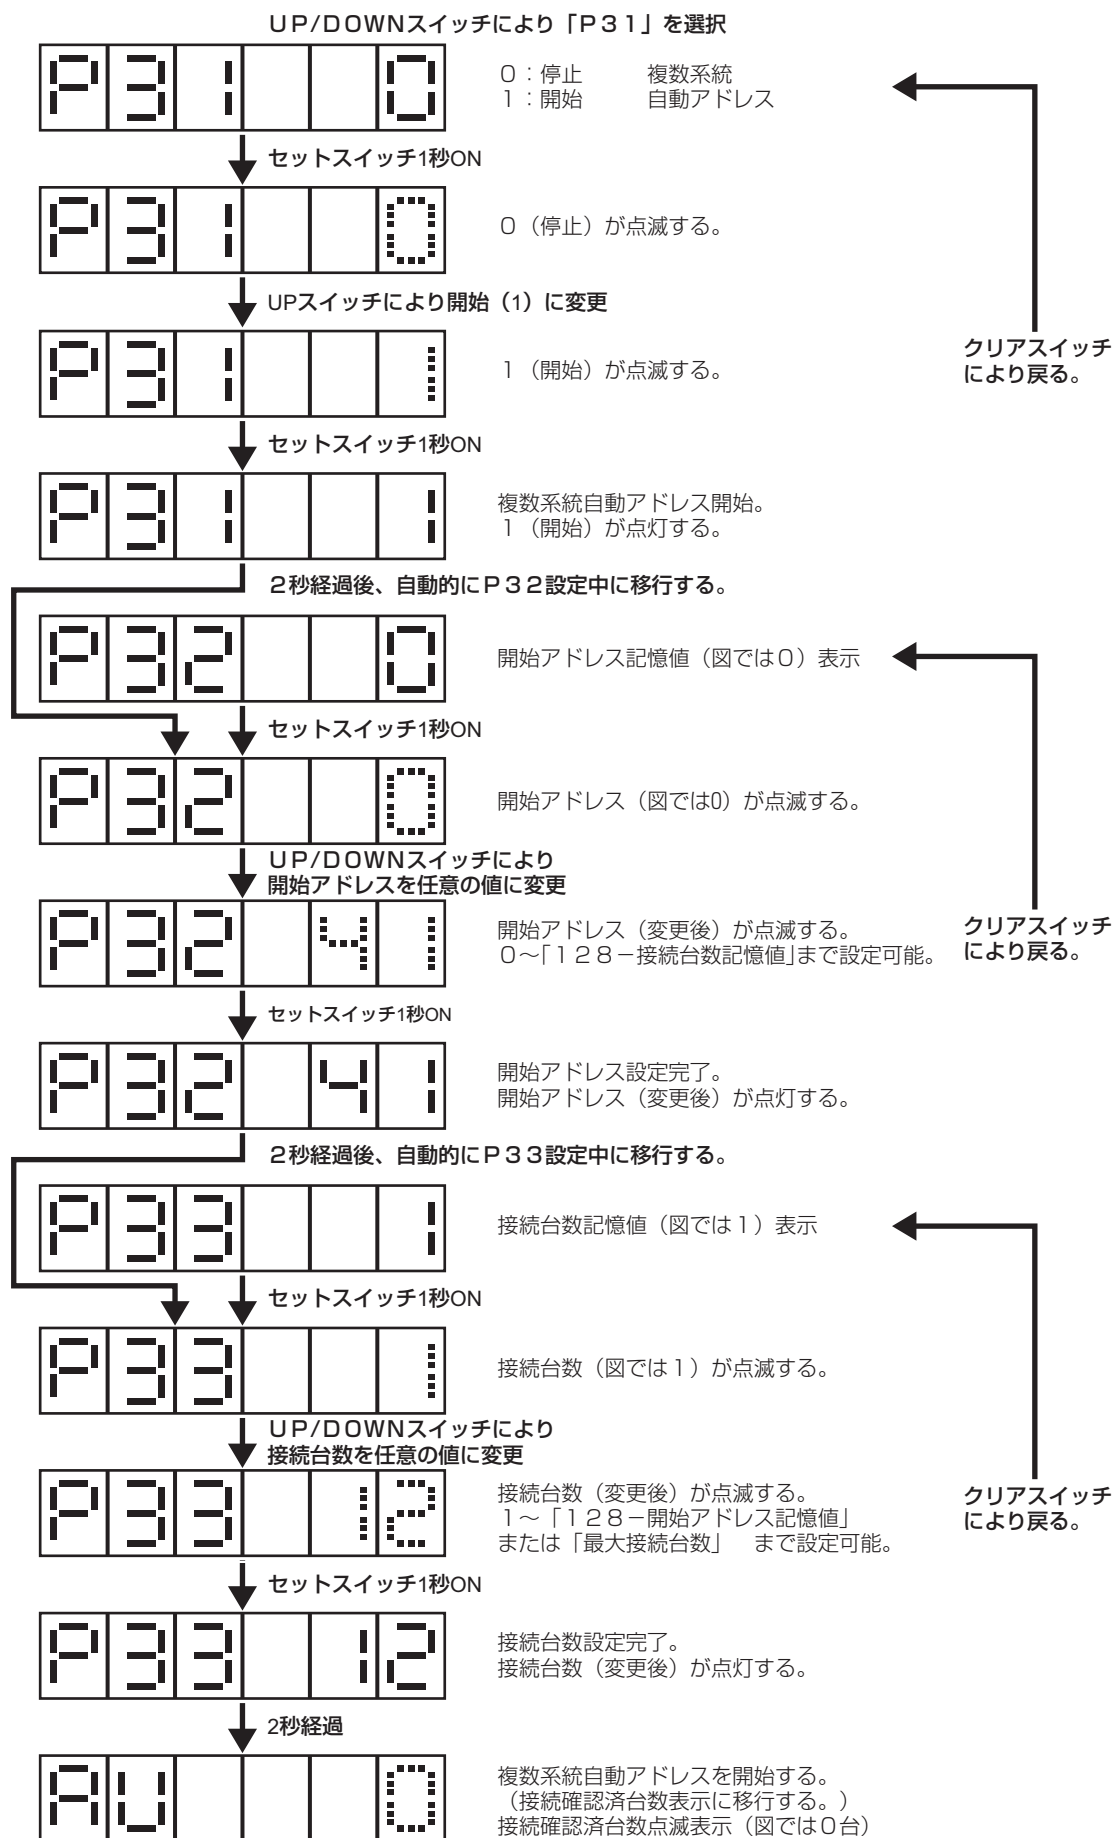 UP/DOWNスイッチにより「P31」を選択
P31 0
0:停止 複数系統
1:開始 自動アドレス
セットスイッチ1秒ON
P31 0
0(停止)が点滅する。
UPスイッチにより開始(1)に変更
P31 1
1(開始)が点滅する。
クリアスイッチ
により戻る。
セットスイッチ1秒ON
P31 1
複数系統自動アドレス開始。
1(開始)が点灯する。
2秒経過後、自動的にP32設定中に移行する。
P32 0
開始アドレス記憶値(図では0)表示
セットスイッチ1秒ON
P32 0
開始アドレス(図では0)が点滅する。
UP/DOWNスイッチにより
開始アドレスを任意の値に変更
P32 41
開始アドレス(変更後)が点滅する。
0~「128-接続台数記憶値」まで設定可能。
クリアスイッチ
により戻る。
セットスイッチ1秒ON
P32 41
開始アドレス設定完了。
開始アドレス(変更後)が点灯する。
2秒経過後、自動的にP33設定中に移行する。
P33 1
接続台数記憶値(図では1)表示
セットスイッチ1秒ON
P33 1
接続台数(図では1)が点滅する。
UP/DOWNスイッチにより
接続台数を任意の値に変更
P33 12
接続台数(変更後)が点滅する。
1~「128-開始アドレス記憶値」
または「最大接続台数」 まで設定可能。
クリアスイッチ
により戻る。
セットスイッチ1秒ON
P33 12
接続台数設定完了。
接続台数(変更後)が点灯する。
2秒経過
AU 0
複数系統自動アドレスを開始する。
(接続確認済台数表示に移行する。)
接続確認済台数点滅表示(図では0台)